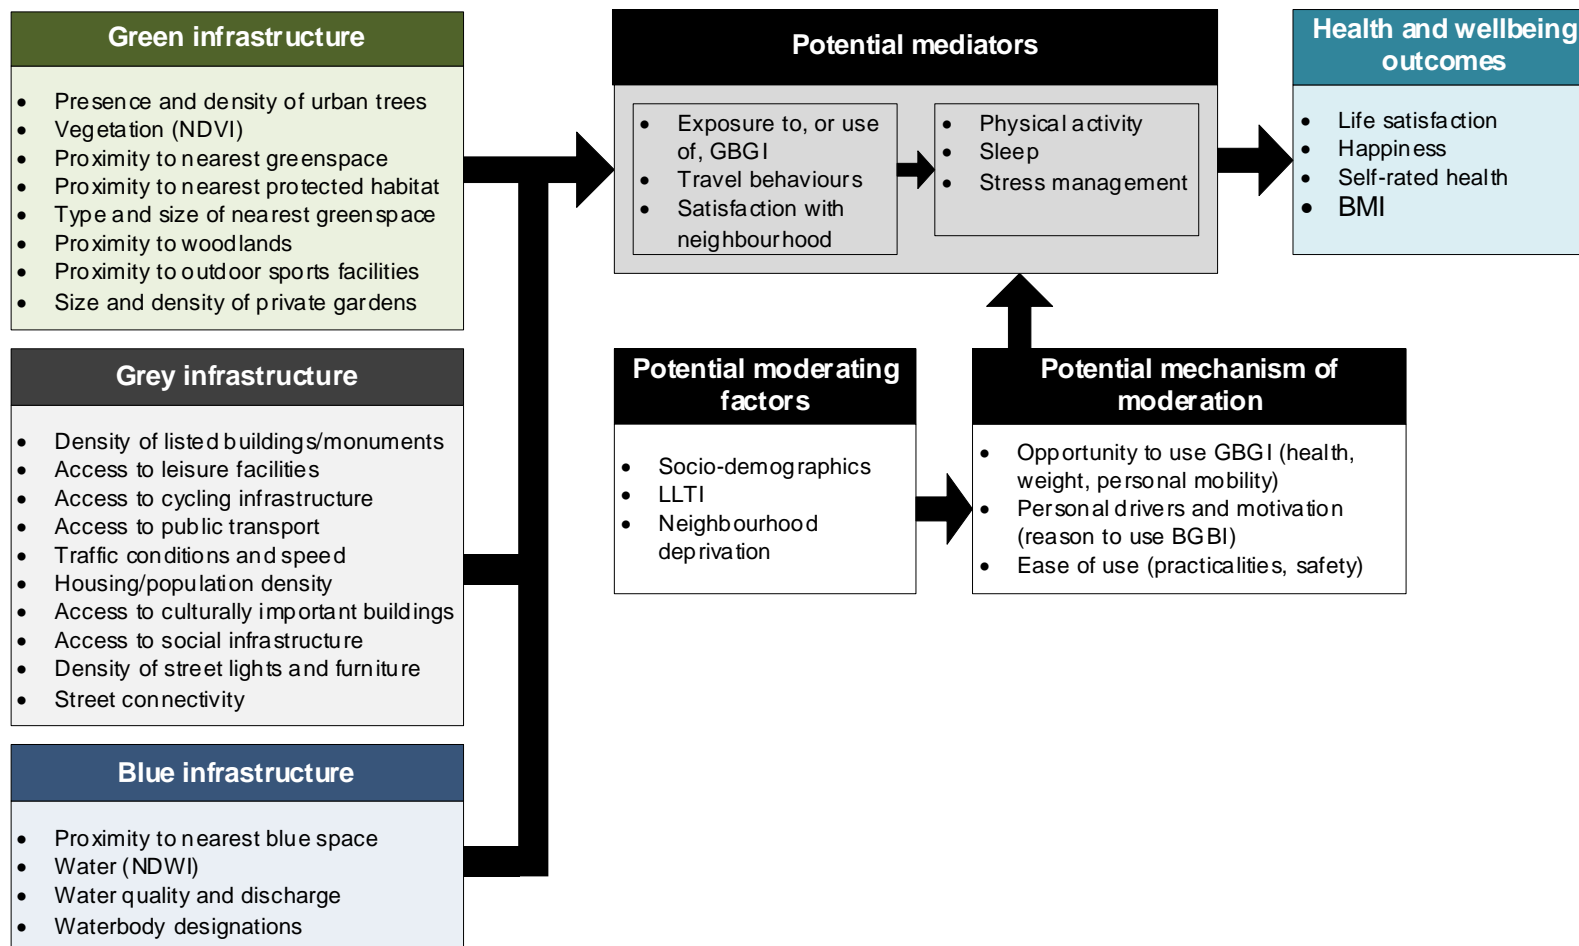 Green infrastructure
• Presence and density of urban trees
• Vegetation (NDVI)
• Proximity to nearest greenspace
• Proximity to nearest protected habitat
• Type and size of nearest greenspace
• Proximity to woodlands
• Proximity to outdoor sports facilities
• Size and density of private gardens
Grey infrastructure
• Density of listed buildings/monuments
• Access to leisure facilities
• Access to cycling infrastructure
• Access to public transport
• Traffic conditions and speed
• Housing/population density
• Access to culturally important buildings
• Access to social infrastructure
• Density of street lights and furniture
• Street connectivity
Blue infrastructure
• Proximity to nearest blue space
• Water (NDWI)
• Water quality and discharge
• Waterbody designations
Potential mediators
• Exposure to, or use
of, GBGI
• Travel behaviours
• Satisfaction with
neighbourhood
• Physical activity
• Sleep
• Stress management
Health and wellbeing
outcomes
• Life satisfaction
• Happiness
• Self-rated health
• BMI
Potential moderating
factors
• Socio-demographics
• LLTI
• Neighbourhood
deprivation
Potential mechanism of
moderation
• Opportunity to use GBGI (health,
weight, personal mobility)
• Personal drivers and motivation
(reason to use BGBI)
• Ease of use (practicalities, safety)